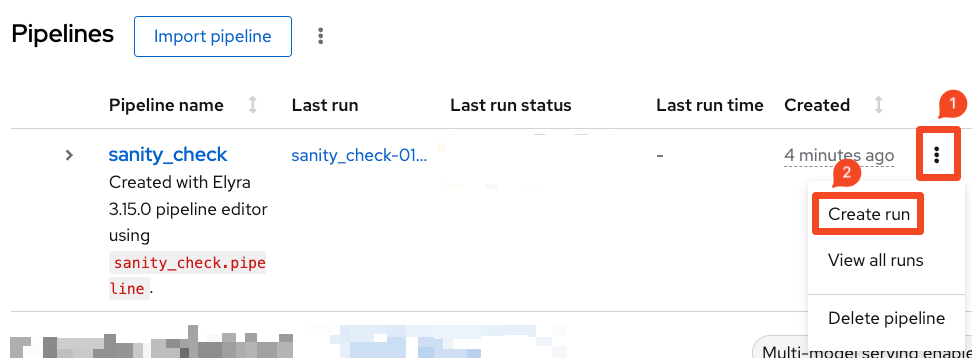 Pipelines
Import pipeline
Pipeline name
Last run
Last run status
Last run time
Created
1
sanity_check
sanity_check-01...
-
4 minutes ago
Created with Elyra
3.15.0 pipeline editor
using
sanity_check.pipe
line.
2
Create run
View all runs
Delete pipeline
Multi-model serving enable